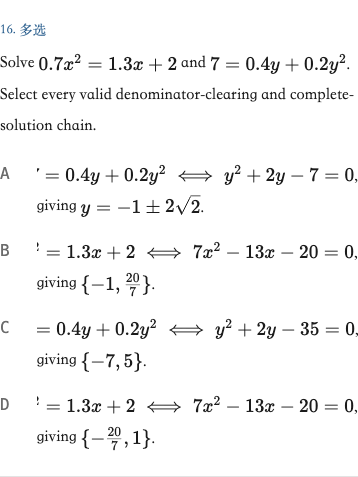 16. 多选
Solve 0.7x² = 1.3x + 2 and 7 = 0.4y + 0.2y².
Select every valid denominator-clearing and complete-
solution chain.
A = 0.4y + 0.2y² ⟺ y² + 2y − 7 = 0,
giving y = −1 ± 2√2.
B = 1.3x + 2 ⟺ 7x² − 13x − 20 = 0,
giving {−1, 20/7}.
C = 0.4y + 0.2y² ⟺ y² + 2y − 35 = 0,
giving {−7, 5}.
D = 1.3x + 2 ⟺ 7x² − 13x − 20 = 0,
giving {−20/7, 1}.